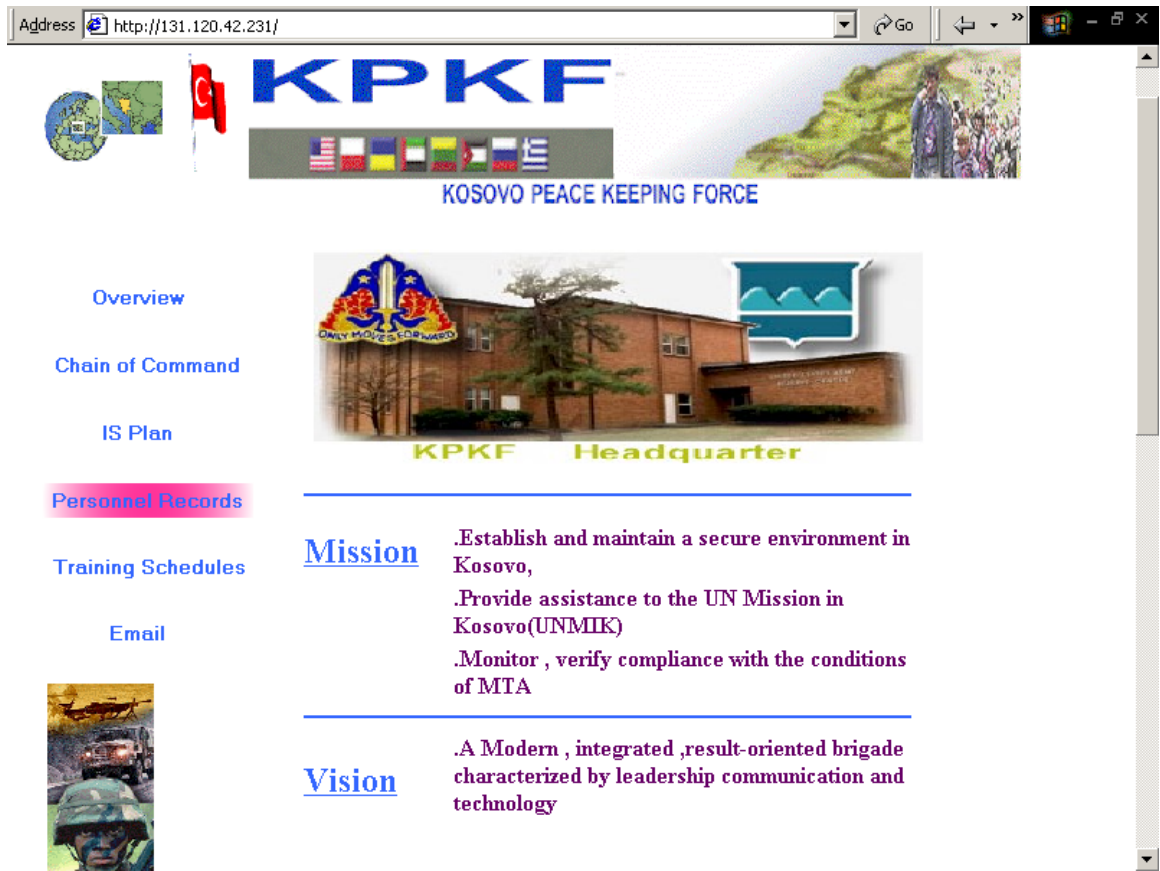 Address http://131.120.42.231/ Go »
KPKF
KOSOVO PEACE KEEPING FORCE
ONLY MOVES FORWARD
KPKF Headquarter
Overview
Chain of Command
IS Plan
Personnel Records
Training Schedules
Email
Mission
.Establish and maintain a secure environment in
Kosovo,
.Provide assistance to the UN Mission in
Kosovo(UNMIK)
.Monitor , verify compliance with the conditions
of MTA
Vision
.A Modern , integrated ,result-oriented brigade
characterized by leadership communication and
technology